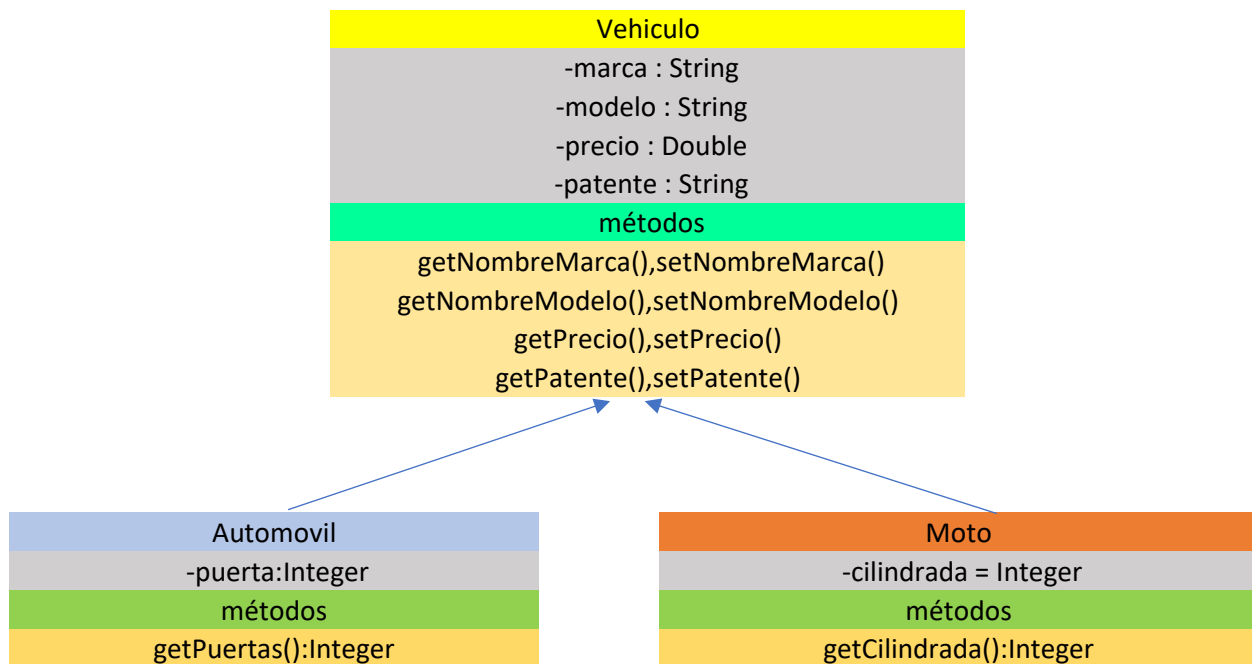 Vehiculo
-marca : String
-modelo : String
-precio : Double
-patente : String
métodos
getNombreMarca(),setNombreMarca()
getNombreModelo(),setNombreModelo()
getPrecio(),setPrecio()
getPatente(),setPatente()
Automovil
-puerta:Integer
métodos
getPuertas():Integer
Moto
-cilindrada = Integer
métodos
getCilindrada():Integer